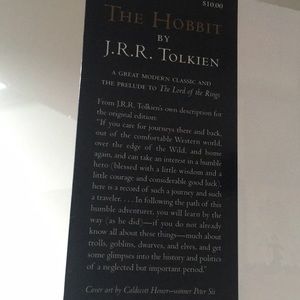 $10.00
THE HOBBIT
BY
J.R.R. TOLKIEN
A GREAT MODERN CLASSIC AND
THE PRELUDE TO The Lord of the Rings
From J.R.R. Tolkien's own description for
the original edition:
"If you care for journeys there and back,
out of the comfortable Western world,
over the edge of the Wild, and home
again, and can take an interest in a humble
hero (blessed with a little wisdom and a
little courage and considerable good luck),
here is a record of such a journey and such
a traveler. . . . In following the path of this
humble adventurer, you will learn by the
way (as he did)—if you do not already
know all about these things—much about
trolls, goblins, dwarves, and elves, and get
some glimpses into the history and politics
of a neglected but important period."
Cover art by Caldecott Honor–winner Peter Sís